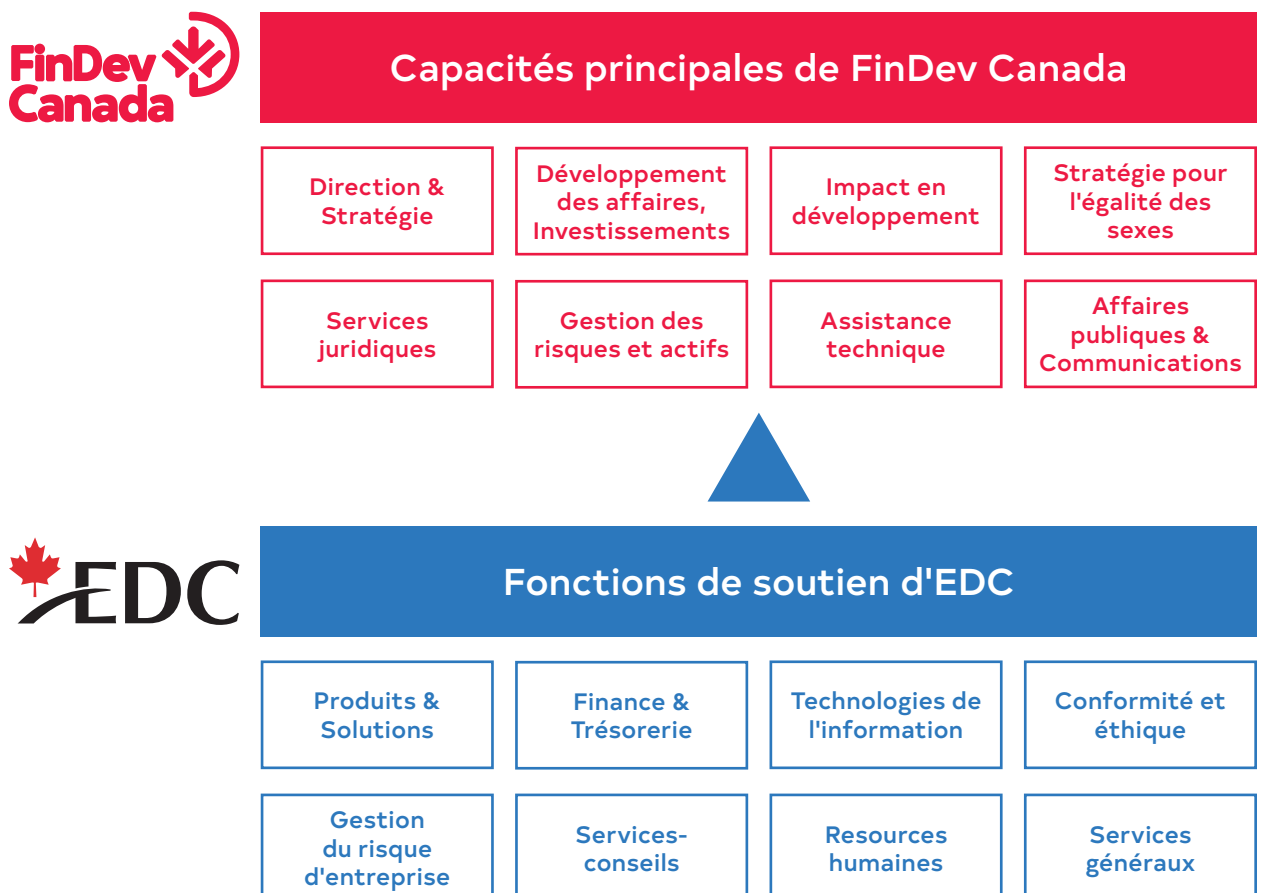 FinDev
Canada
Capacités principales de FinDev Canada
Direction &
Stratégie
Développement
des affaires,
Investissements
Impact en
développement
Stratégie pour
l'égalité des
sexes
Services
juridiques
Gestion des
risques et actifs
Assistance
technique
Affaires
publiques &
Communications
EDC
Fonctions de soutien d'EDC
Produits &
Solutions
Finance &
Trésorerie
Technologies de
l'information
Conformité et
éthique
Gestion
du risque
d'entreprise
Services-
conseils
Resources
humaines
Services
généraux